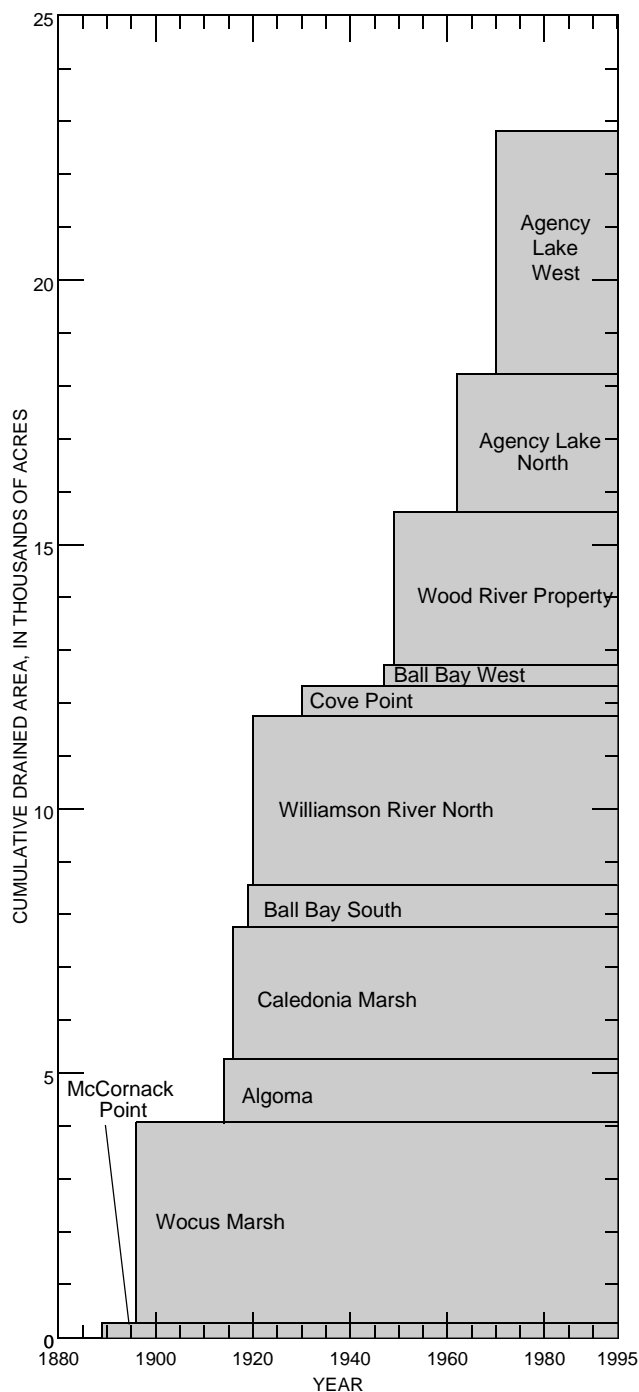 25
20
15
10
5
0
CUMULATIVE DRAINED AREA, IN THOUSANDS OF ACRES
Agency
Lake
West
Agency Lake
North
Wood River Property
Ball Bay West
Cove Point
Williamson River North
Ball Bay South
Caledonia Marsh
McCornack
Point
Algoma
Wocus Marsh
1880 1900 1920 1940 1960 1980 1995
YEAR